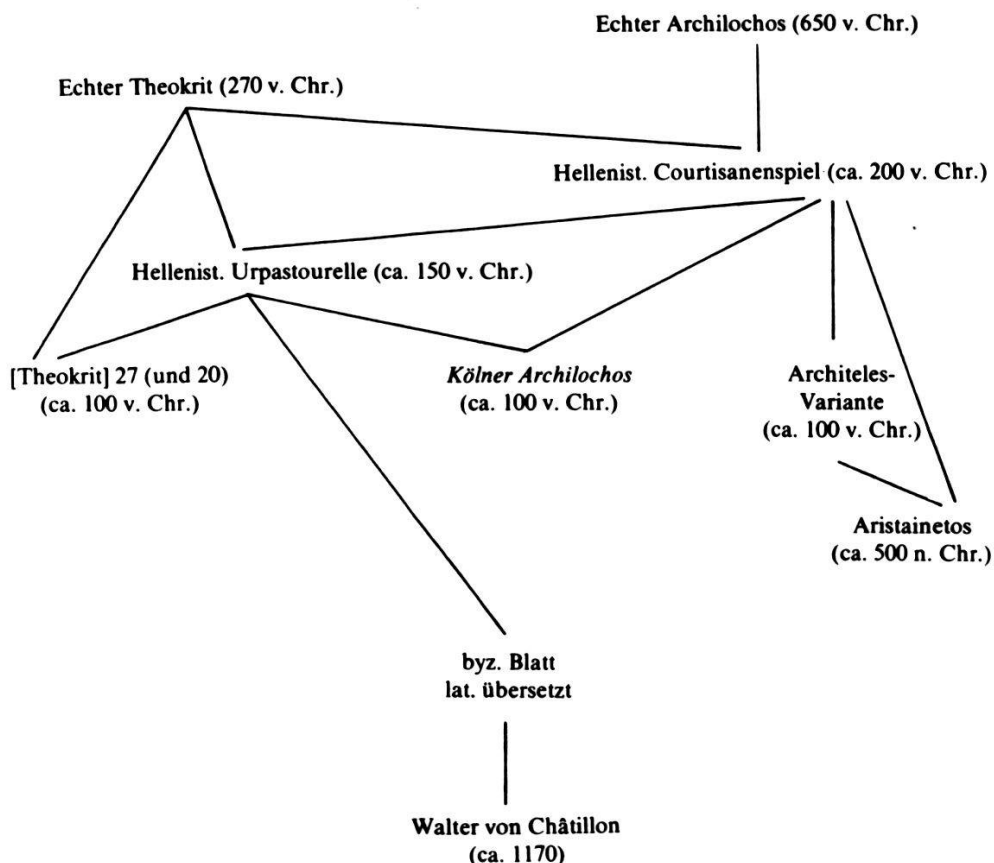 Echter Archilochos (650 v. Chr.)
Echter Theokrit (270 v. Chr.)
Hellenist. Courtisanenspiel (ca. 200 v. Chr.)
Hellenist. Urpastourelle (ca. 150 v. Chr.)
[Theokrit] 27 (und 20)
(ca. 100 v. Chr.)
Kölner Archilochos
(ca. 100 v. Chr.)
Architeles-
Variante
(ca. 100 v. Chr.)
Aristainetos
(ca. 500 n. Chr.)
byz. Blatt
lat. übersetzt
Walter von Châtillon
(ca. 1170)